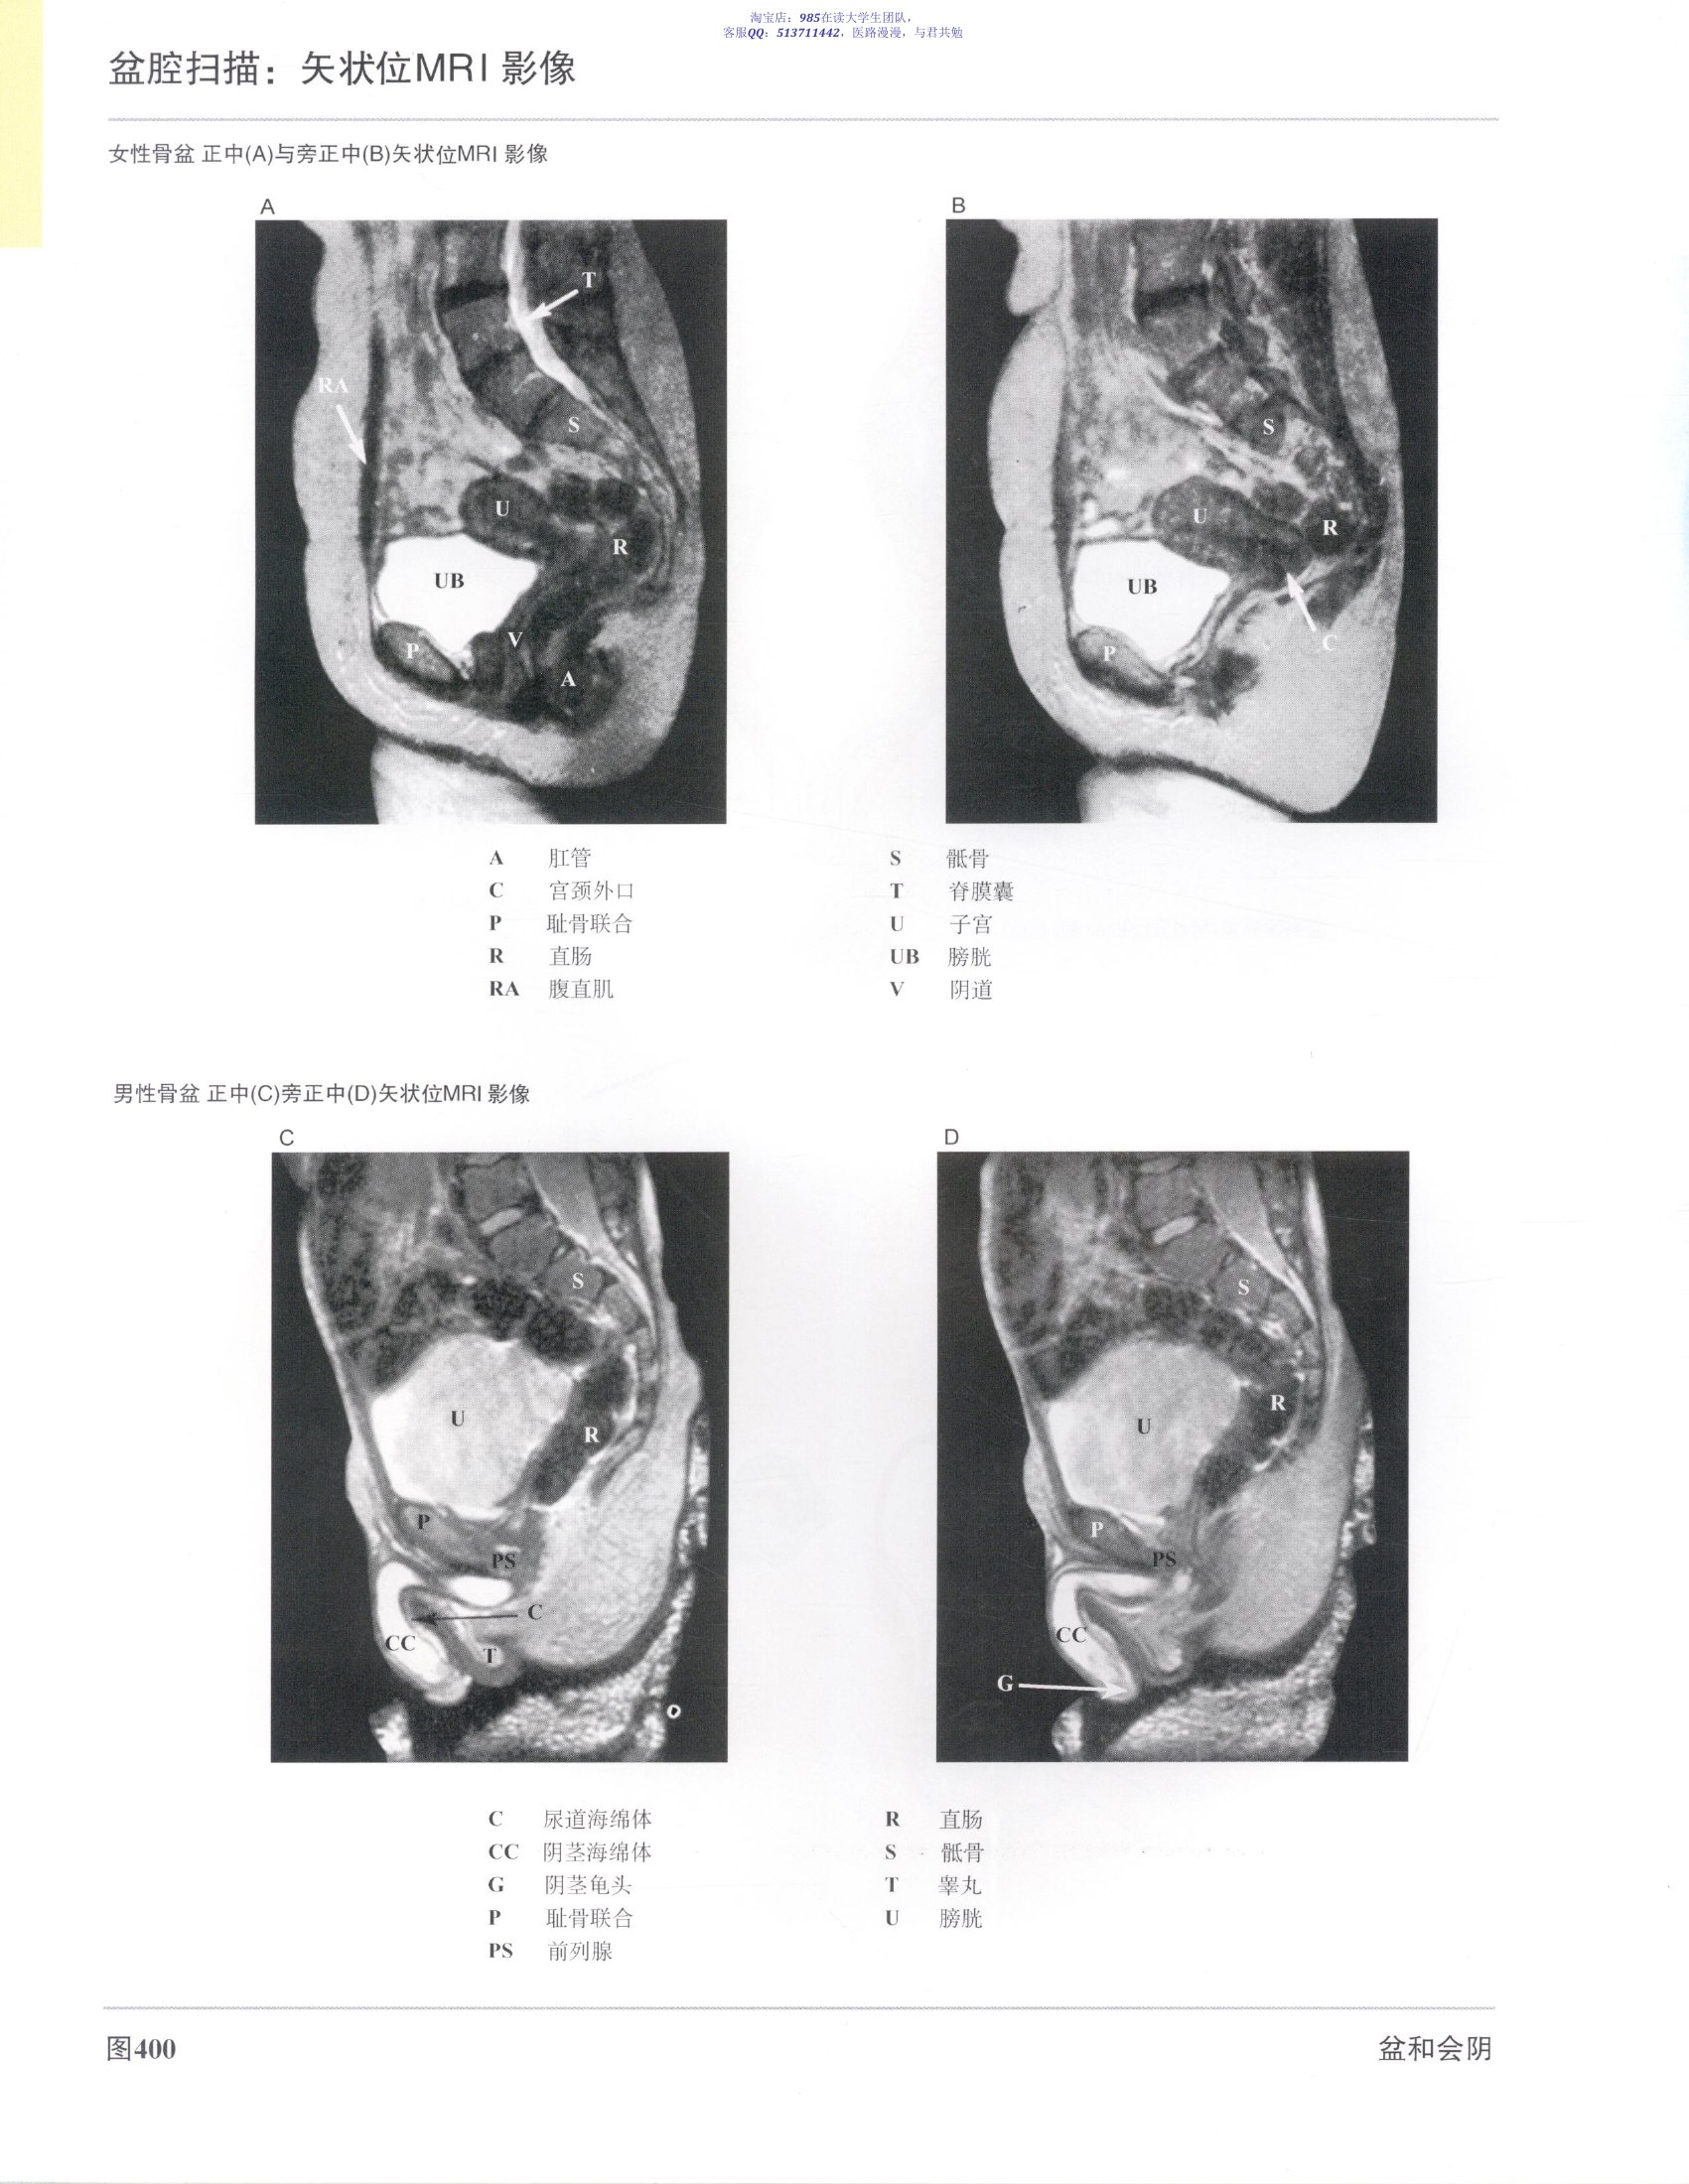 淘宝店：985在读大学生团队，
客服QQ：513711442，医路漫漫，与君共勉
盆腔扫描：矢状位MRI 影像
女性骨盆 正中(A)与旁正中(B)矢状位MRI 影像
A
B
T
RA
S
U
R
UB
V
P
A
S
U
R
UB
C
P
A 肛管
C 宫颈外口
P 耻骨联合
R 直肠
RA 腹直肌
S 骶骨
T 脊膜囊
U 子宫
UB 膀胱
V 阴道
男性骨盆 正中(C)旁正中(D)矢状位MRI 影像
C
D
S
U
R
P
PS
C
CC
T
S
R
U
P
PS
CC
G
C 尿道海绵体
CC 阴茎海绵体
G 阴茎龟头
P 耻骨联合
PS 前列腺
R 直肠
S 骶骨
T 睾丸
U 膀胱
图400
盆和会阴